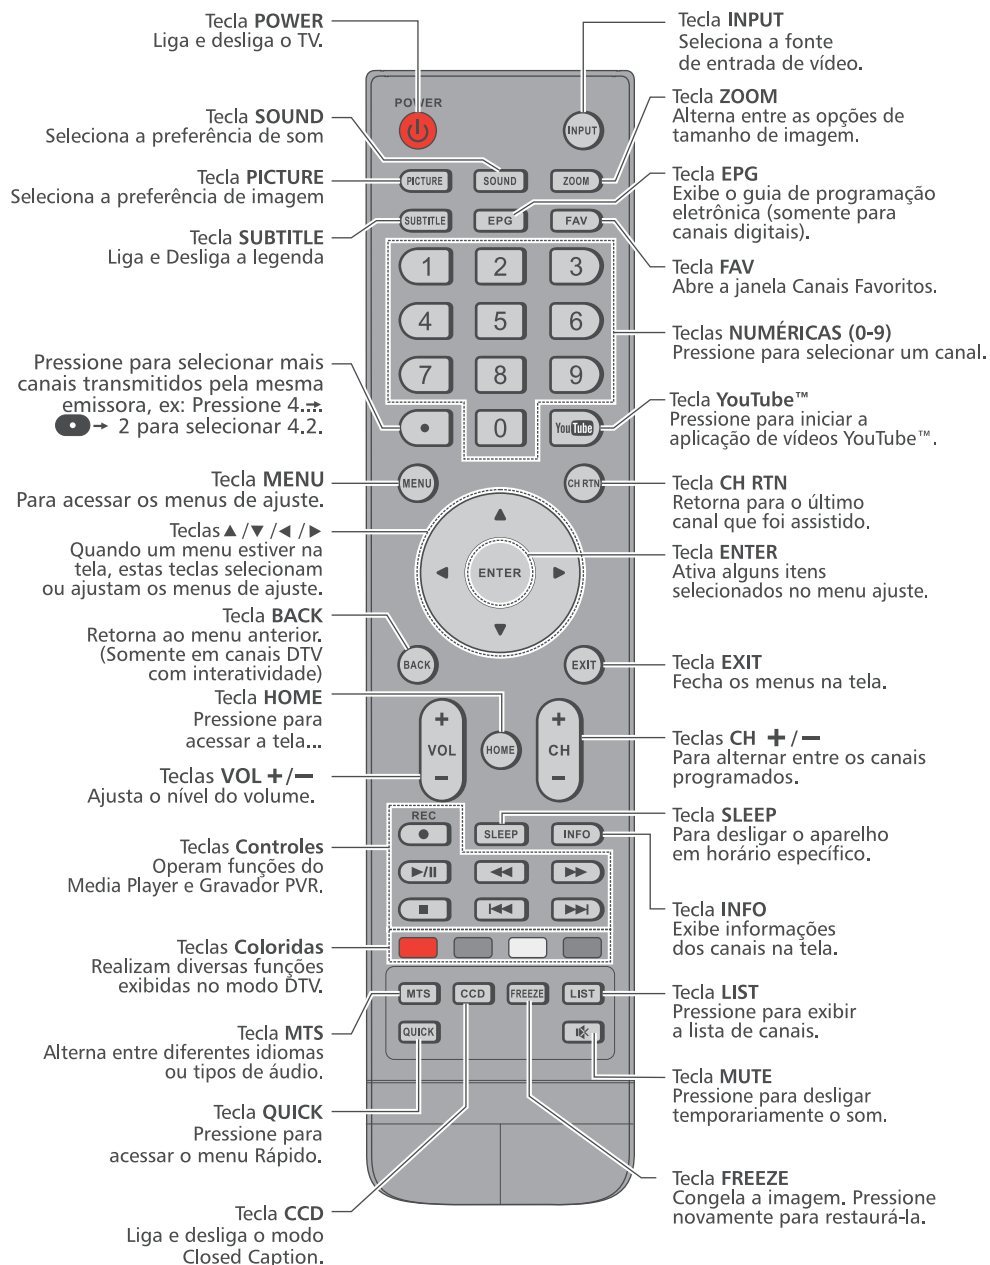 Tecla POWER
Liga e desliga o TV.
Tecla SOUND
Seleciona a preferência de som
Tecla PICTURE
Seleciona a preferência de imagem
Tecla SUBTITLE
Liga e Desliga a legenda
Pressione para selecionar mais
canais transmitidos pela mesma
emissora, ex: Pressione 4.→
• → 2 para selecionar 4.2.
Tecla MENU
Para acessar os menus de ajuste.
Teclas ▲ /▼ /◄ /►
Quando um menu estiver na
tela, estas teclas selecionam
ou ajustam os menus de ajuste.
Tecla BACK
Retorna ao menu anterior.
(Somente em canais DTV
com interatividade)
Tecla HOME
Pressione para
acessar a tela...
Teclas VOL +/−
Ajusta o nível do volume.
Teclas Controles
Operam funções do
Media Player e Gravador PVR.
Teclas Coloridas
Realizam diversas funções
exibidas no modo DTV.
Tecla MTS
Alterna entre diferentes idiomas
ou tipos de áudio.
Tecla QUICK
Pressione para
acessar o menu Rápido.
Tecla CCD
Liga e desliga o modo
Closed Caption.
POWER
INPUT
PICTURE
SOUND
ZOOM
SUBTITLE
EPG
FAV
1
2
3
4
5
6
7
8
9
•
0
YouTube
MENU
CH RTN
ENTER
BACK
EXIT
+
VOL
−
HOME
+
CH
−
REC
SLEEP
INFO
MTS
CCD
FREEZE
LIST
QUICK
Tecla INPUT
Seleciona a fonte
de entrada de vídeo.
Tecla ZOOM
Alterna entre as opções de
tamanho de imagem.
Tecla EPG
Exibe o guia de programação
eletrônica (somente para
canais digitais).
Tecla FAV
Abre a janela Canais Favoritos.
Teclas NUMÉRICAS (0-9)
Pressione para selecionar um canal.
Tecla YouTube™
Pressione para iniciar a
aplicação de vídeos YouTube™.
Tecla CH RTN
Retorna para o último
canal que foi assistido.
Tecla ENTER
Ativa alguns itens
selecionados no menu ajuste.
Tecla EXIT
Fecha os menus na tela.
Teclas CH +/−
Para alternar entre os canais
programados.
Tecla SLEEP
Para desligar o aparelho
em horário específico.
Tecla INFO
Exibe informações
dos canais na tela.
Tecla LIST
Pressione para exibir
a lista de canais.
Tecla MUTE
Pressione para desligar
temporariamente o som.
Tecla FREEZE
Congela a imagem. Pressione
novamente para restaurá-la.